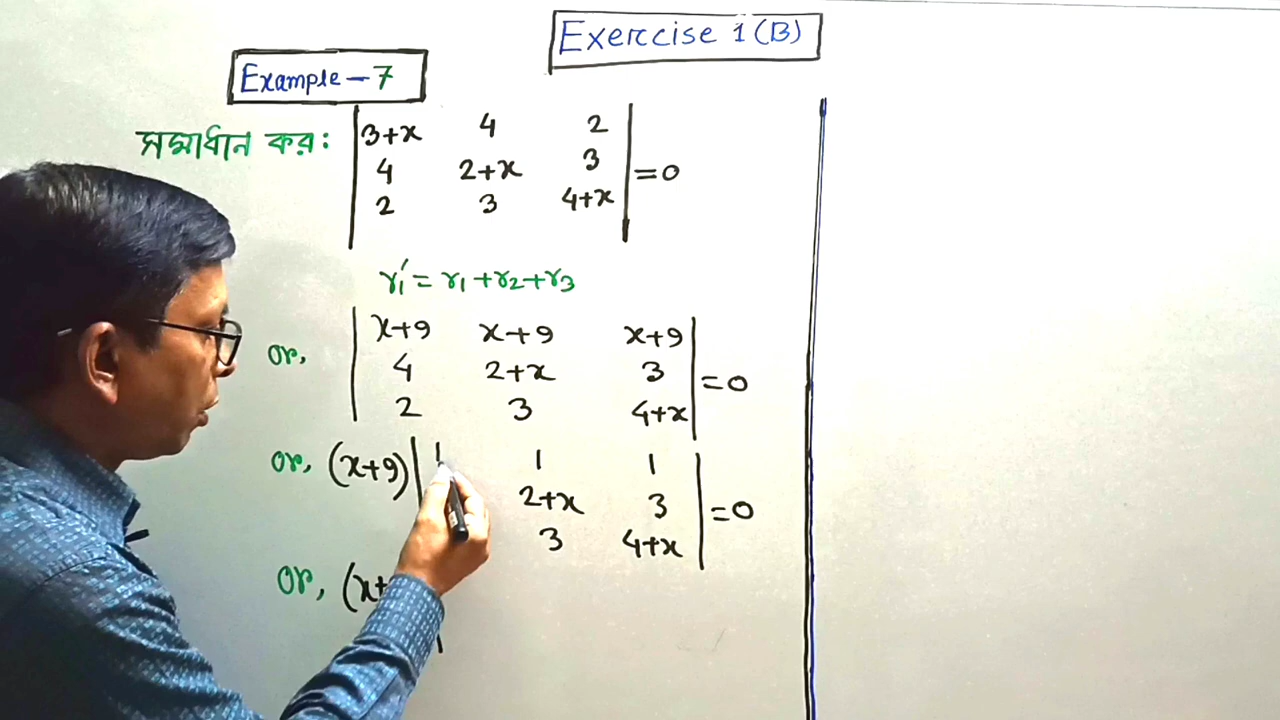 Exercise 1(B)
Example-7
সমাধান কর:
|3+x 4 2|
|4 2+x 3| =0
|2 3 4+x|
r₁′ = r₁+r₂+r₃
|x+9 x+9 x+9|
or, |4 2+x 3| =0
|2 3 4+x|
or, (x+9) |1 1 1|
2+x 3| =0
3 4+x|
or, (x+